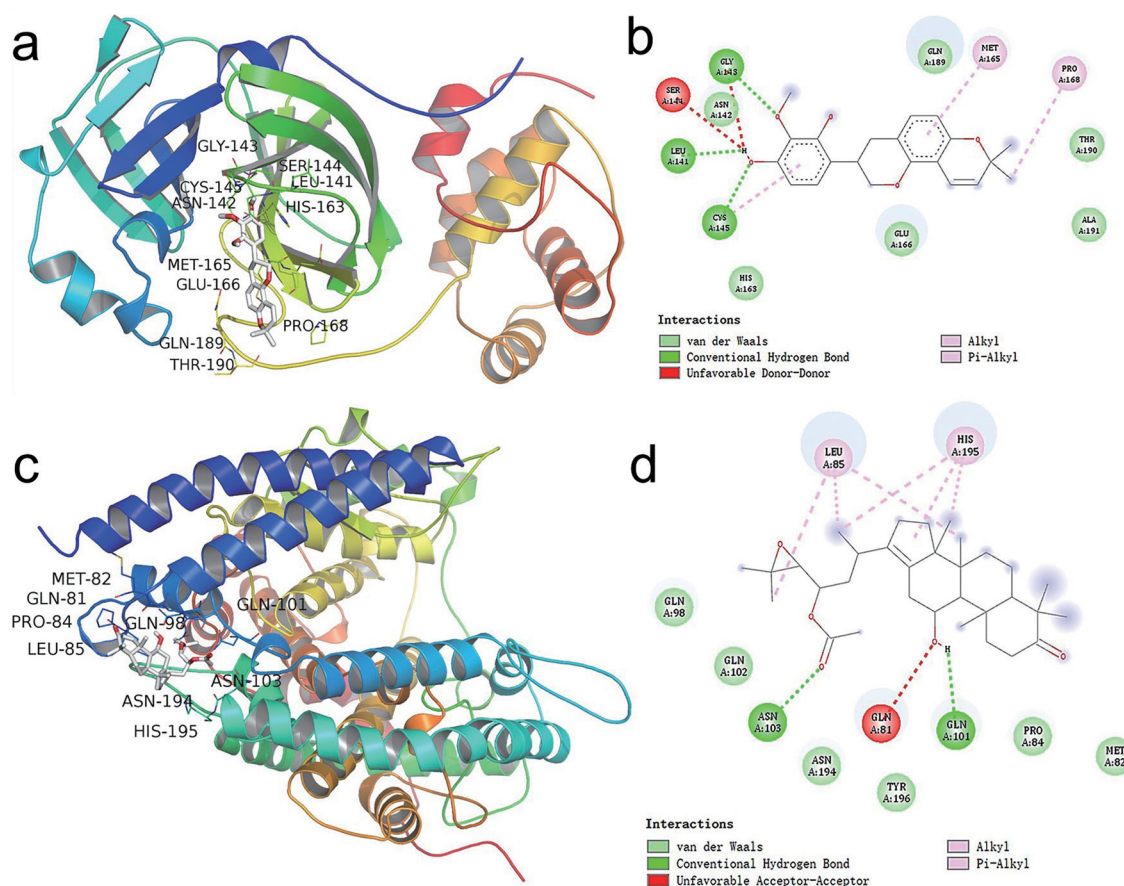 a
GLY-143
SER-144
CYS-145
LEU-141
ASN-142
HIS-163
MET-165
GLU-166
PRO-168
GLN-189
THR-190
b
GLY
A:143
GLN
A:189
MET
A:165
PRO
A:168
SER
A:144
ASN
A:142
H
LEU
A:141
THR
A:190
CYS
A:145
GLU
A:166
ALA
A:191
HIS
A:163
Interactions
van der Waals
Conventional Hydrogen Bond
Unfavorable Donor-Donor
Alkyl
Pi-Alkyl
c
MET-82
GLN-81
GLN-101
PRO-84
GLN-98
LEU-85
ASN-103
ASN-194
HIS-195
d
LEU
A:85
HIS
A:195
O
GLN
A:98
O
GLN
A:102
O
O
H
O
ASN
A:103
GLN
A:81
GLN
A:101
PRO
A:84
MET
A:82
ASN
A:194
TYR
A:196
Interactions
van der Waals
Conventional Hydrogen Bond
Unfavorable Acceptor-Acceptor
Alkyl
Pi-Alkyl